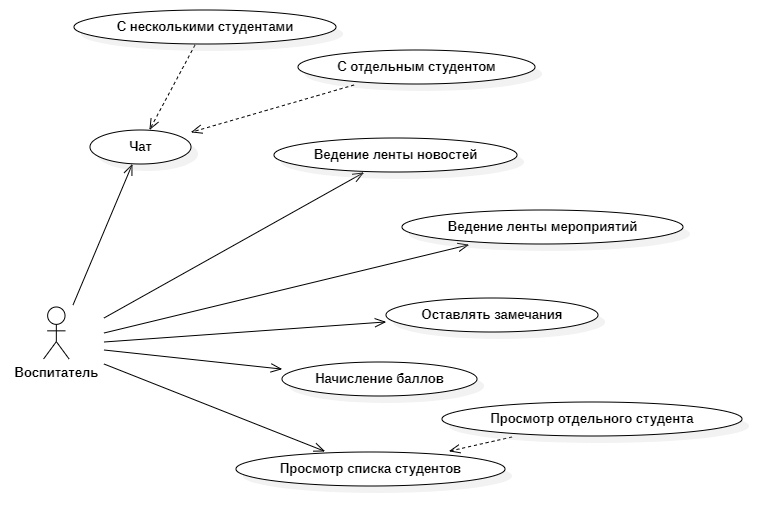 С несколькими студентами
С отдельным студентом
Чат
Ведение ленты новостей
Ведение ленты мероприятий
Оставлять замечания
Воспитатель
Начисление баллов
Просмотр отдельного студента
Просмотр списка студентов